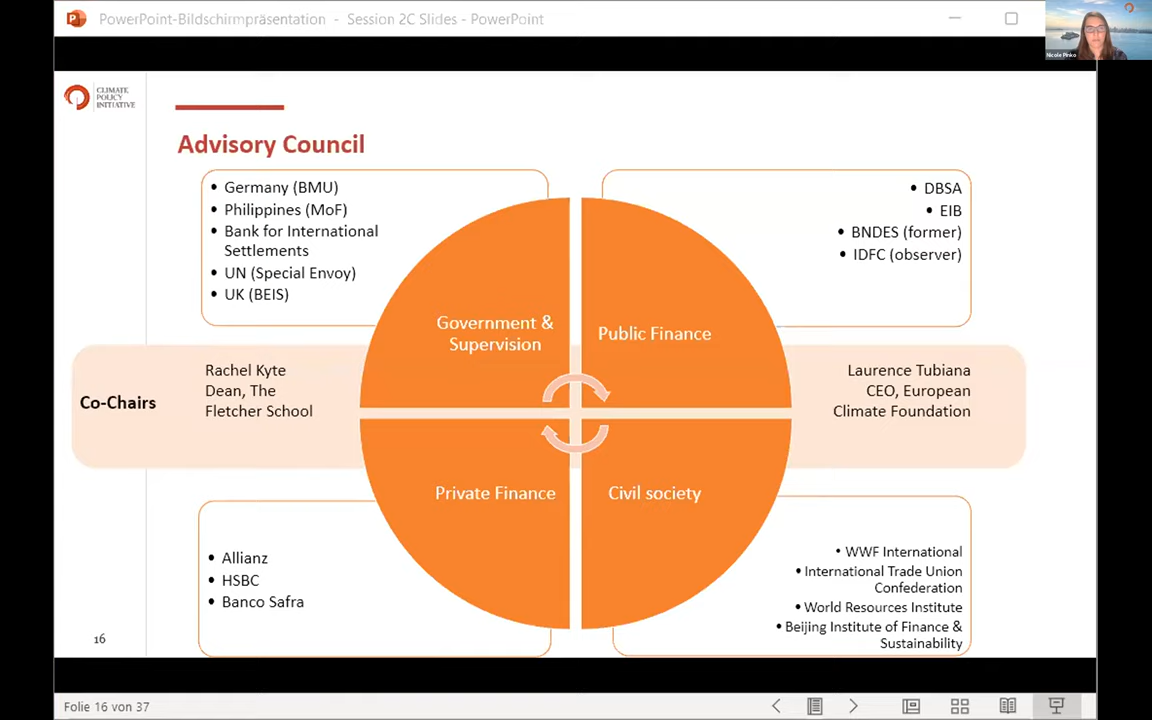 PowerPoint-Bildschirmpräsentation - Session 2C Slides - PowerPoint
Nicole Pinko
CLIMATE
POLICY
INITIATIVE
Advisory Council
• Germany (BMU)
• Philippines (MoF)
• Bank for International
Settlements
• UN (Special Envoy)
• UK (BEIS)
• DBSA
• EIB
• BNDES (former)
• IDFC (observer)
Government &
Supervision
Public Finance
Co-Chairs
Rachel Kyte
Dean, The
Fletcher School
Laurence Tubiana
CEO, European
Climate Foundation
Private Finance
Civil society
• Allianz
• HSBC
• Banco Safra
• WWF International
• International Trade Union
Confederation
• World Resources Institute
• Beijing Institute of Finance &
Sustainability
16
Folie 16 von 37